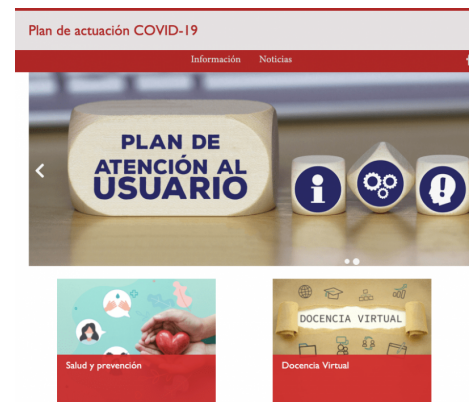 Plan de actuación COVID-19
Información Noticias
PLAN DE
ATENCIÓN AL
USUARIO
DOCENCIA VIRTUAL
Salud y prevención
Docencia Virtual